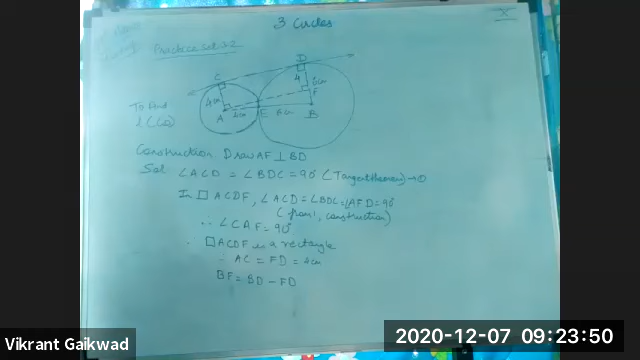 3 Circles
X
Practice set 3.2
D
C
4
6cm
F
4cm
To find
A
4cm
E
6cm
B
Construction Draw AF ⊥ BD
Sol ∠ACD = ∠BDC = 90° (Tangent theorem) → ①
In □ ACDF, ∠ACD = ∠BDC = ∠AFD = 90°
(from 1, construction)
∴ ∠CAF = 90°
□ACDF is a rectangle
∴ AC = FD = 4cm
BF = BD - FD
Vikrant Gaikwad
2020-12-07 09:23:50